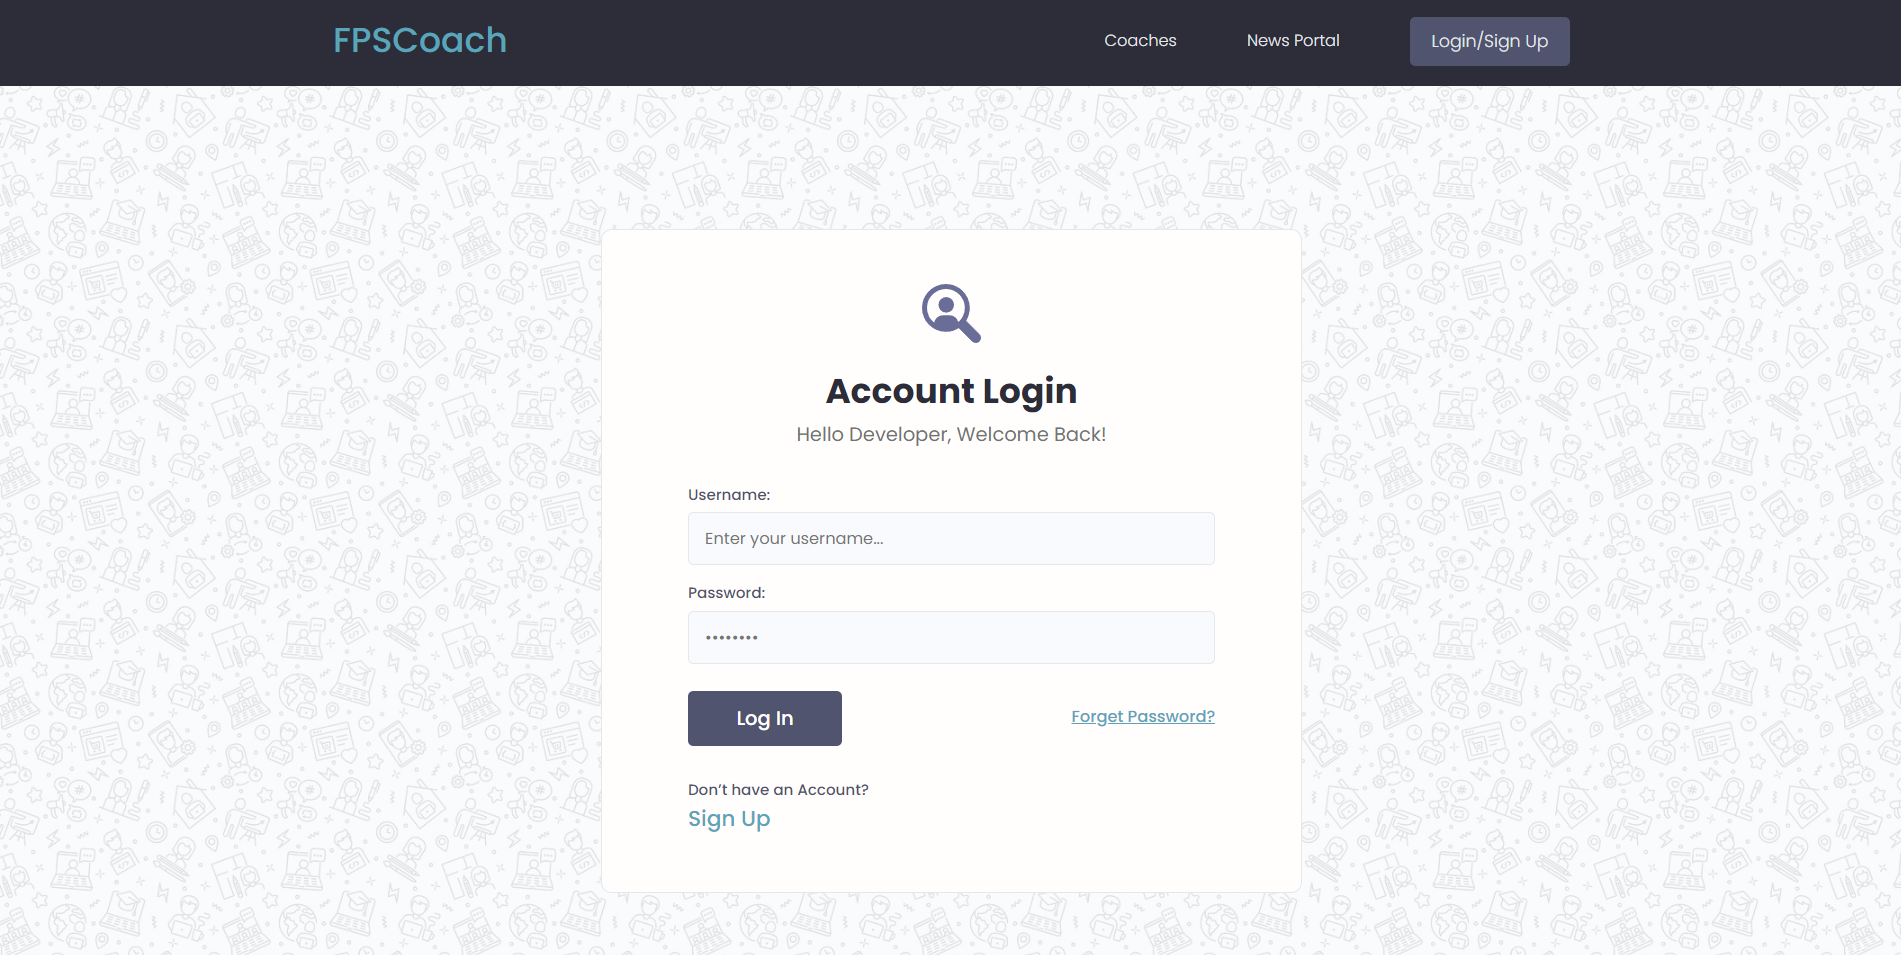 FPSCoach
Coaches
News Portal
Login/Sign Up
Account Login
Hello Developer, Welcome Back!
Username:
Enter your username...
Password:
••••••••
Log In
Forget Password?
Don’t have an Account?
Sign Up